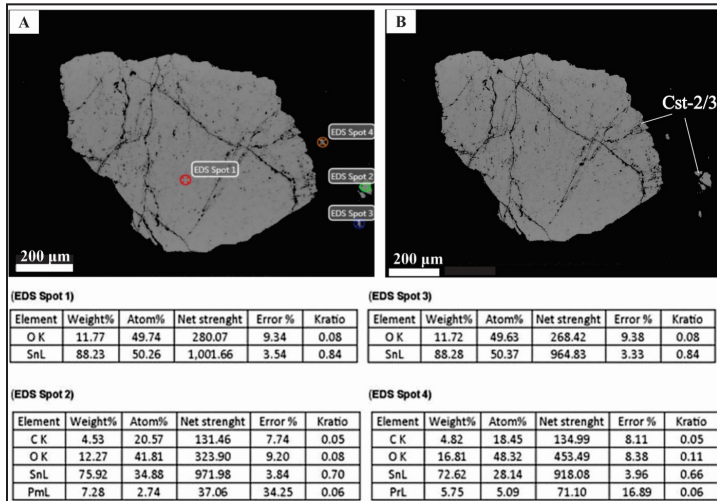 A
B
Cst-2/3
EDS Spot 4
EDS Spot 1
EDS Spot 2
EDS Spot 3
200 µm
200 µm
(EDS Spot 1)
Element Weight% Atom% Net strenght Error % Kratio
O K 11.77 49.74 280.07 9.34 0.08
SnL 88.23 50.26 1,001.66 3.54 0.84
(EDS Spot 3)
Element Weight% Atom% Net strenght Error % Kratio
O K 11.72 49.63 268.42 9.38 0.08
SnL 88.28 50.37 964.83 3.33 0.84
(EDS Spot 2)
Element Weight% Atom% Net strenght Error % Kratio
C K 4.53 20.57 131.46 7.74 0.05
O K 12.27 41.81 323.90 9.20 0.08
SnL 75.92 34.88 971.98 3.84 0.70
PmL 7.28 2.74 37.06 34.25 0.06
(EDS Spot 4)
Element Weight% Atom% Net strenght Error % Kratio
C K 4.82 18.45 134.99 8.11 0.05
O K 16.81 48.32 453.49 8.38 0.11
SnL 72.62 28.14 918.08 3.96 0.66
PrL 5.75 5.09 71.10 16.89 0.06